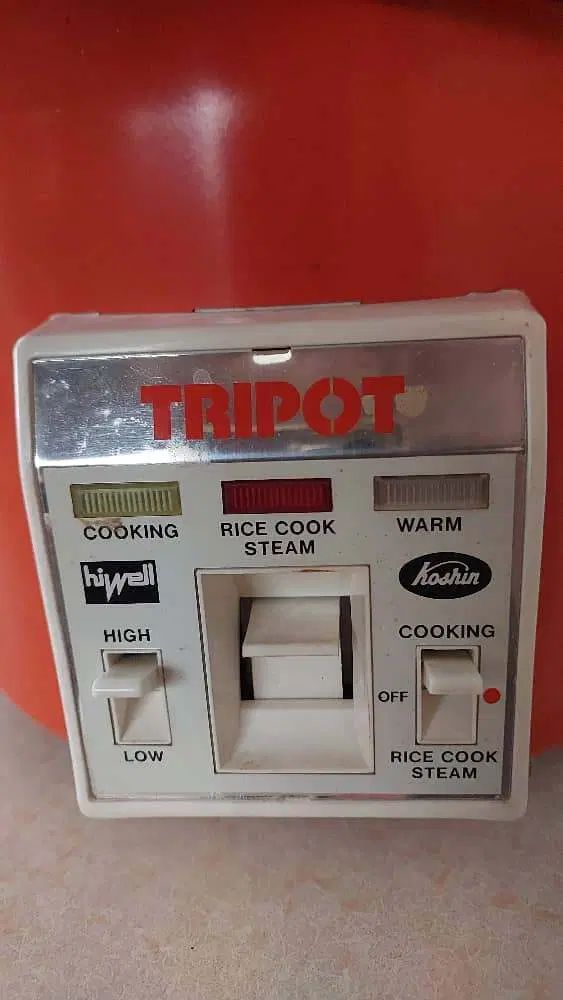 TRIPOT
COOKING
RICE COOK
STEAM
WARM
hiwell
Koshin
HIGH
LOW
COOKING
OFF
RICE COOK
STEAM